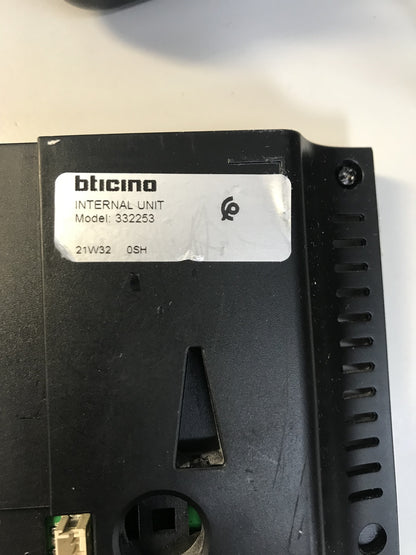 bticino
INTERNAL UNIT
Model: 332253
21W32 0SH